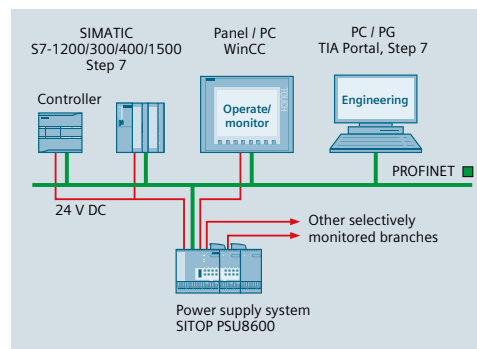 SIMATIC
S7-1200/300/400/1500
Step 7
Panel / PC
WinCC
PC / PG
TIA Portal, Step 7
Controller
TOUCH
Operate/
monitor
Engineering
PROFINET
24 V DC
Other selectively
monitored branches
Power supply system
SITOP PSU8600